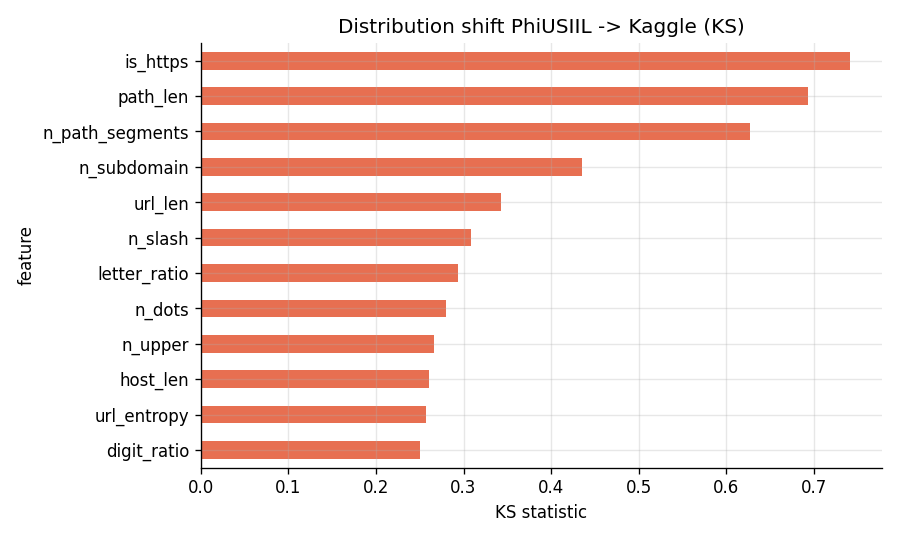 Distribution shift PhiUSIIL -> Kaggle (KS)
is_https
path_len
n_path_segments
n_subdomain
url_len
n_slash
letter_ratio
n_dots
n_upper
host_len
url_entropy
digit_ratio
feature
0.0 0.1 0.2 0.3 0.4 0.5 0.6 0.7
KS statistic